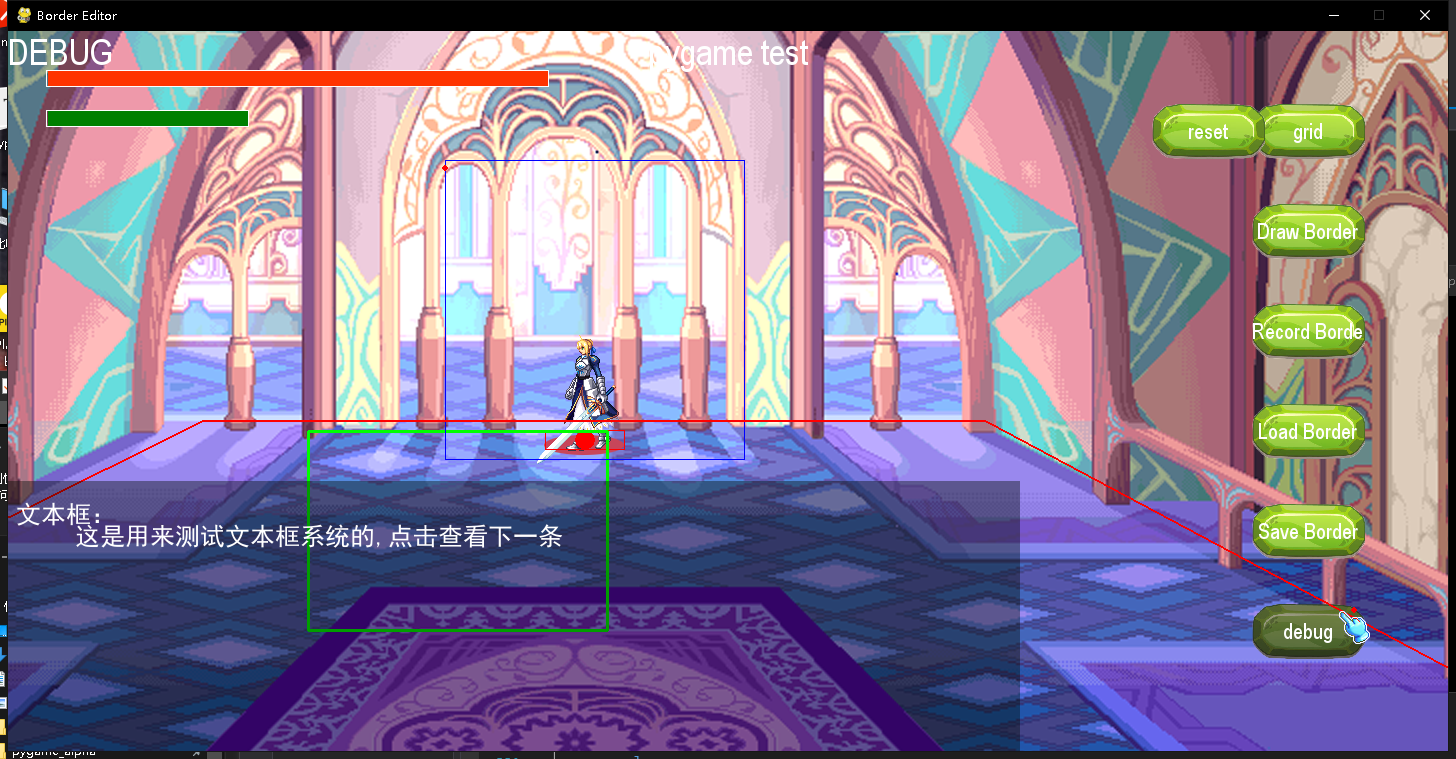 Border Editor
DEBUG
pygame test
reset
grid
Draw Border
Record Borde
Load Border
Save Border
debug
文本框:
这是用来测试文本框系统的, 点击查看下一条
pygame_alpha